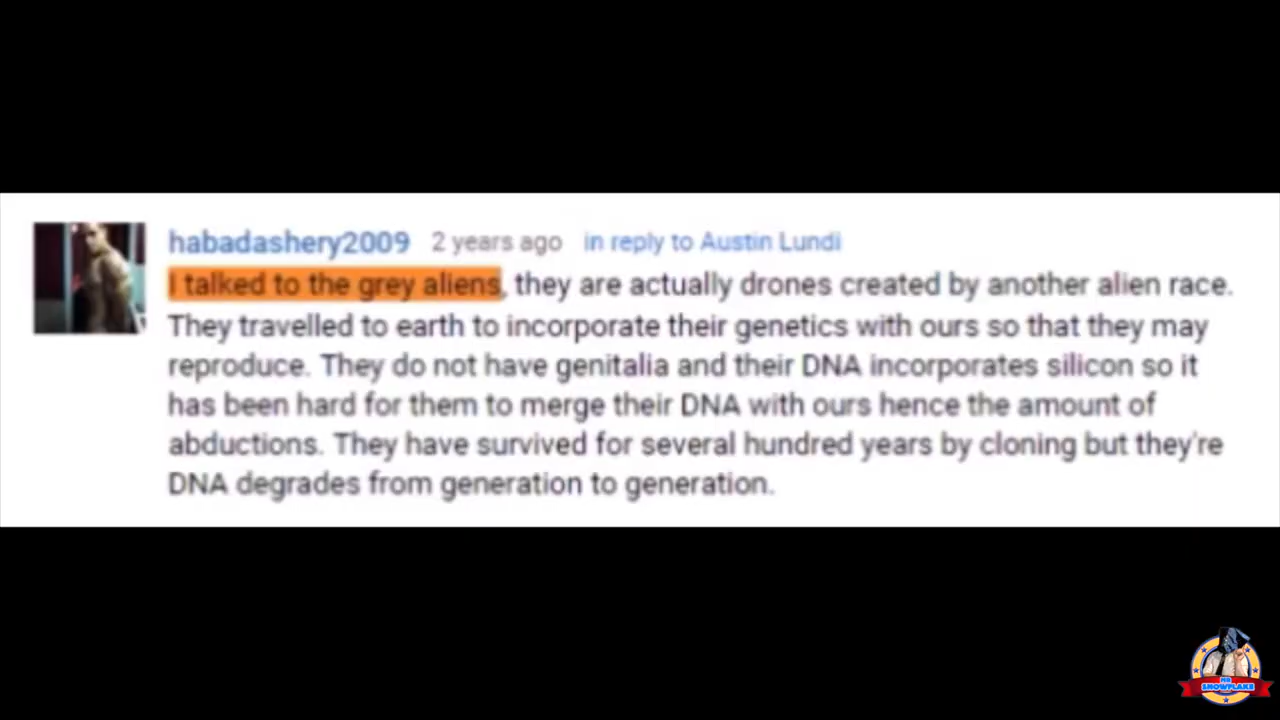 habadashery2009 2 years ago in reply to Austin Lundi
I talked to the grey aliens, they are actually drones created by another alien race.
They travelled to earth to incorporate their genetics with ours so that they may
reproduce. They do not have genitalia and their DNA incorporates silicon so it
has been hard for them to merge their DNA with ours hence the amount of
abductions. They have survived for several hundred years by cloning but they're
DNA degrades from generation to generation.
MR
SNOWFLAKE